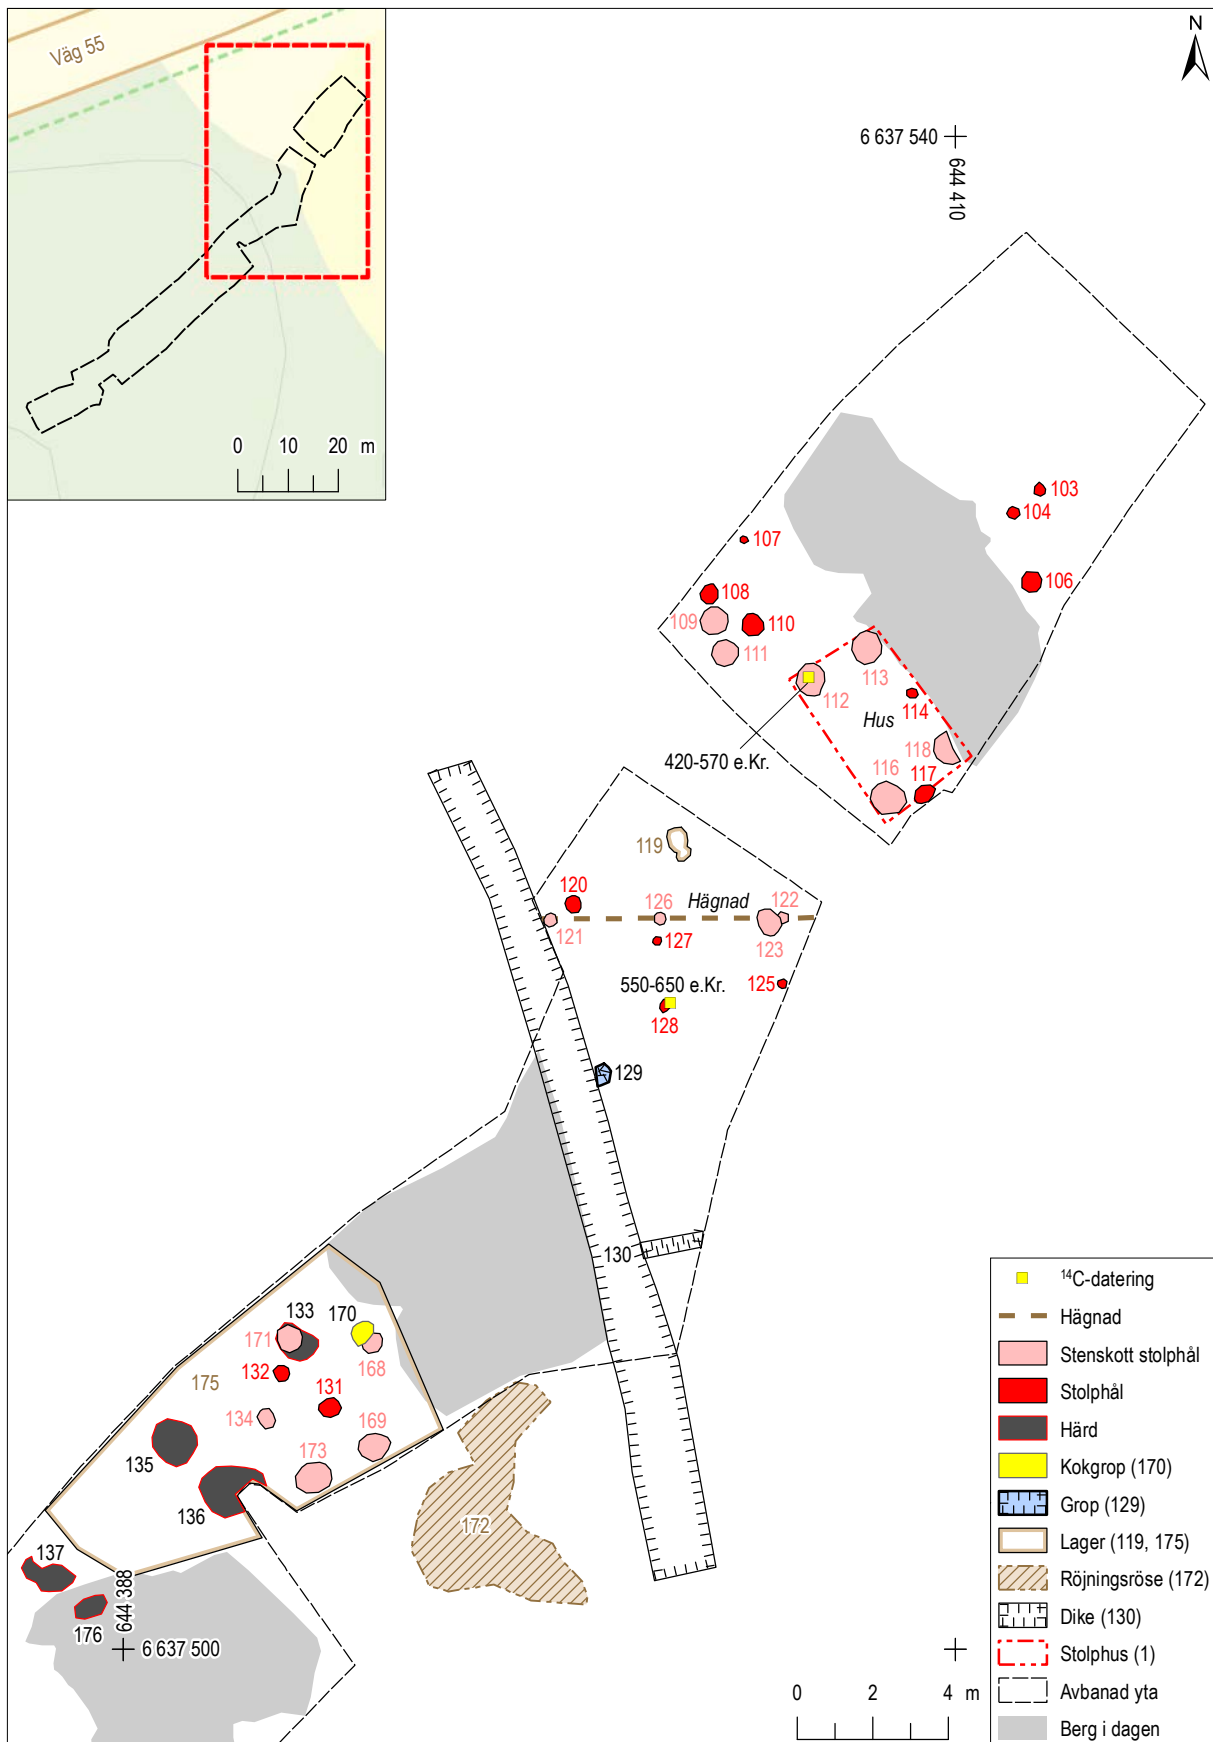 Väg 55
0 10 20 m
N
6 637 540
644 410
103
104
107
106
108
109
110
111
113
112
114
Hus
118
420-570 e.Kr.
116
117
119
120
126
Hägnad
122
121
127
123
550-650 e.Kr.
125
128
129
130
133
170
171
168
132
175
131
134
169
135
173
136
172
137
176
644 388
6 637 500
0 2 4 m
14C-datering
Hägnad
Stenskott stolphål
Stolphål
Härd
Kokgrop (170)
Grop (129)
Lager (119, 175)
Röjningsröse (172)
Dike (130)
Stolphus (1)
Avbanad yta
Berg i dagen